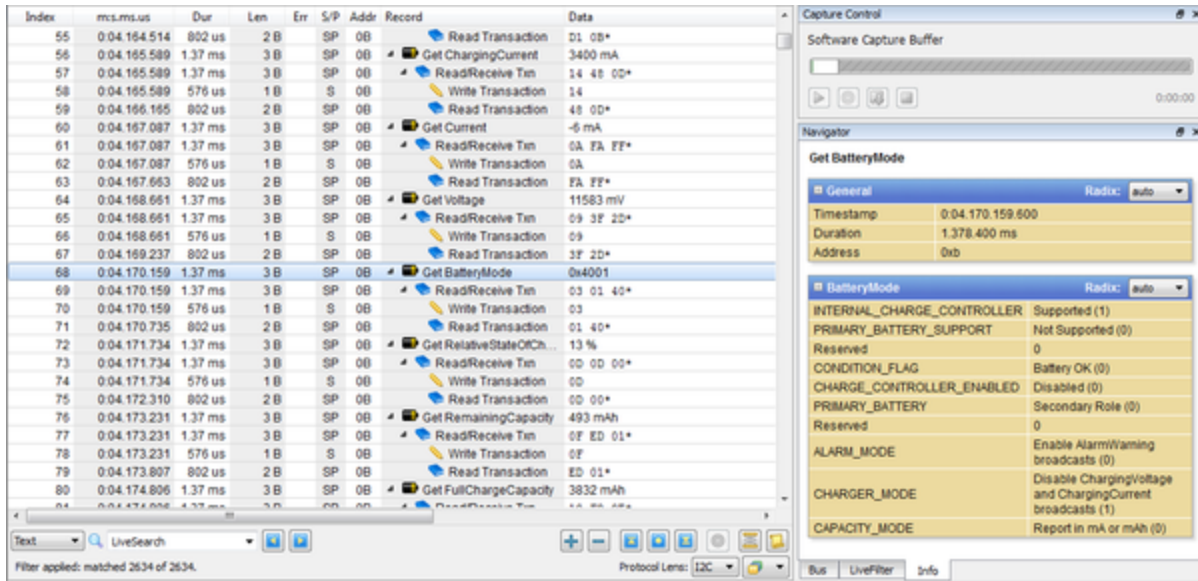 Index m:s.ms.us Dur Len Err S/P Addr Record Data
55 0:04.164.514 802 us 2 B SP 0B Read Transaction D1 0B*
56 0:04.165.589 1.37 ms 3 B SP 0B Get ChargingCurrent 3400 mA
57 0:04.165.589 1.37 ms 3 B SP 0B Read/Receive Txn 14 48 0D*
58 0:04.165.589 576 us 1 B S 0B Write Transaction 14
59 0:04.166.165 802 us 2 B SP 0B Read Transaction 48 0D*
60 0:04.167.087 1.37 ms 3 B SP 0B Get Current -6 mA
61 0:04.167.087 1.37 ms 3 B SP 0B Read/Receive Txn 0A FA FF*
62 0:04.167.087 576 us 1 B S 0B Write Transaction 0A
63 0:04.167.663 802 us 2 B SP 0B Read Transaction FA FF*
64 0:04.168.661 1.37 ms 3 B SP 0B Get Voltage 11583 mV
65 0:04.168.661 1.37 ms 3 B SP 0B Read/Receive Txn 09 3F 2D*
66 0:04.168.661 576 us 1 B S 0B Write Transaction 09
67 0:04.169.237 802 us 2 B SP 0B Read Transaction 3F 2D*
68 0:04.170.159 1.37 ms 3 B SP 0B Get BatteryMode 0x4001
69 0:04.170.159 1.37 ms 3 B SP 0B Read/Receive Txn 03 01 40*
70 0:04.170.159 576 us 1 B S 0B Write Transaction 03
71 0:04.170.735 802 us 2 B SP 0B Read Transaction 01 40*
72 0:04.171.734 1.37 ms 3 B SP 0B Get RelativeStateOfCh... 13 %
73 0:04.171.734 1.37 ms 3 B SP 0B Read/Receive Txn 0D 0D 00*
74 0:04.171.734 576 us 1 B S 0B Write Transaction 0D
75 0:04.172.310 802 us 2 B SP 0B Read Transaction 0D 00*
76 0:04.173.231 1.37 ms 3 B SP 0B Get RemainingCapacity 493 mAh
77 0:04.173.231 1.37 ms 3 B SP 0B Read/Receive Txn 0F ED 01*
78 0:04.173.231 576 us 1 B S 0B Write Transaction 0F
79 0:04.173.807 802 us 2 B SP 0B Read Transaction ED 01*
80 0:04.174.806 1.37 ms 3 B SP 0B Get FullChargeCapacity 3832 mAh
Text LiveSearch
Filter applied: matched 2634 of 2634.
Protocol Lens: I2C
Capture Control
Software Capture Buffer
0:00:00
Navigator
Get BatteryMode
General Radix: auto
Timestamp 0:04.170.159.600
Duration 1.378.400 ms
Address 0xb
BatteryMode Radix: auto
INTERNAL_CHARGE_CONTROLLER Supported (1)
PRIMARY_BATTERY_SUPPORT Not Supported (0)
Reserved 0
CONDITION_FLAG Battery OK (0)
CHARGE_CONTROLLER_ENABLED Disabled (0)
PRIMARY_BATTERY Secondary Role (0)
Reserved 0
ALARM_MODE Enable AlarmWarning
broadcasts (0)
CHARGER_MODE Disable ChargingVoltage
and ChargingCurrent
broadcasts (1)
CAPACITY_MODE Report in mA or mAh (0)
Bus LiveFilter Info